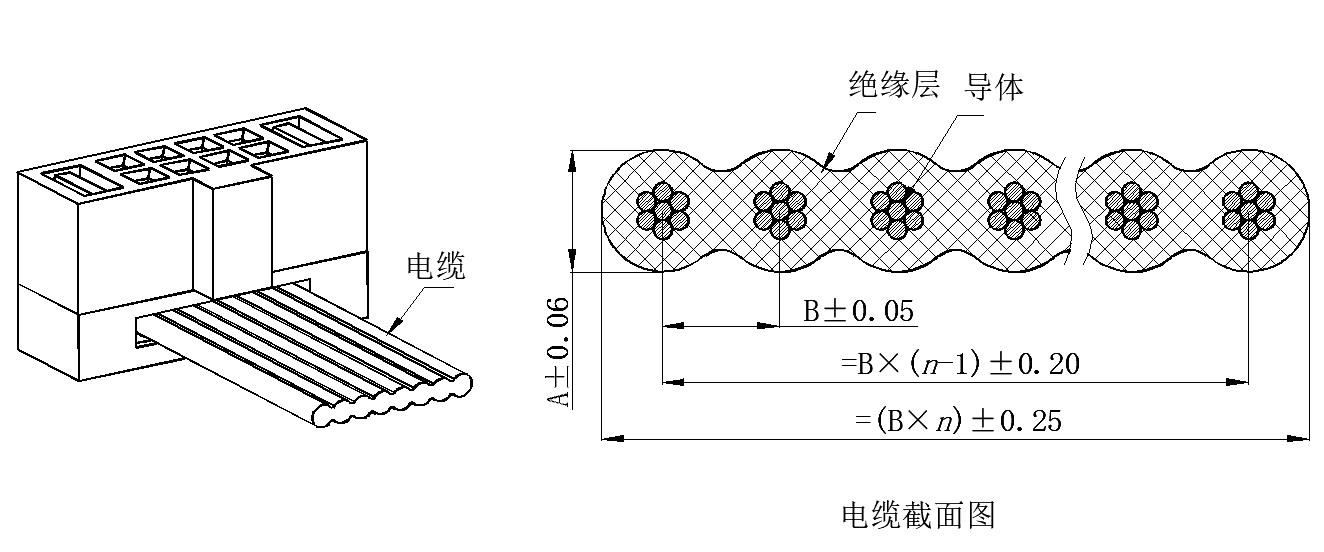 绝缘层
导体
电缆
A±0.06
B±0.05
=B×(n-1)±0.20
=(B×n)±0.25
电缆截面图